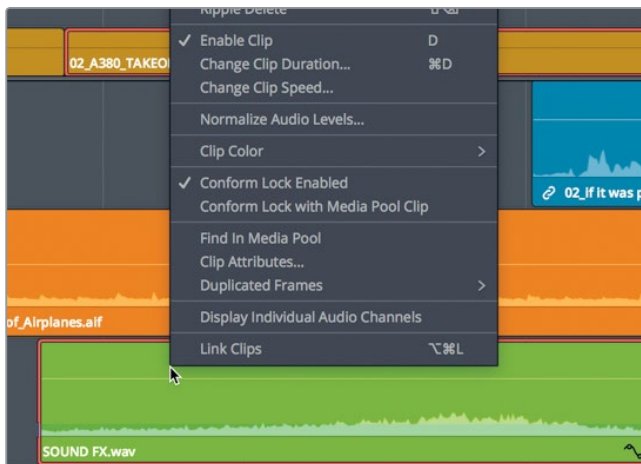 Ripple Delete
Enable Clip D
02_A380_TAKEO
Change Clip Duration... ⌘D
Change Clip Speed...
Normalize Audio Levels...
Clip Color >
Conform Lock Enabled
02_if it was p
Conform Lock with Media Pool Clip
Find In Media Pool
Clip Attributes...
Duplicated Frames >
of_Airplanes.aif
Display Individual Audio Channels
Link Clips ⌥⌘L
SOUND FX.wav